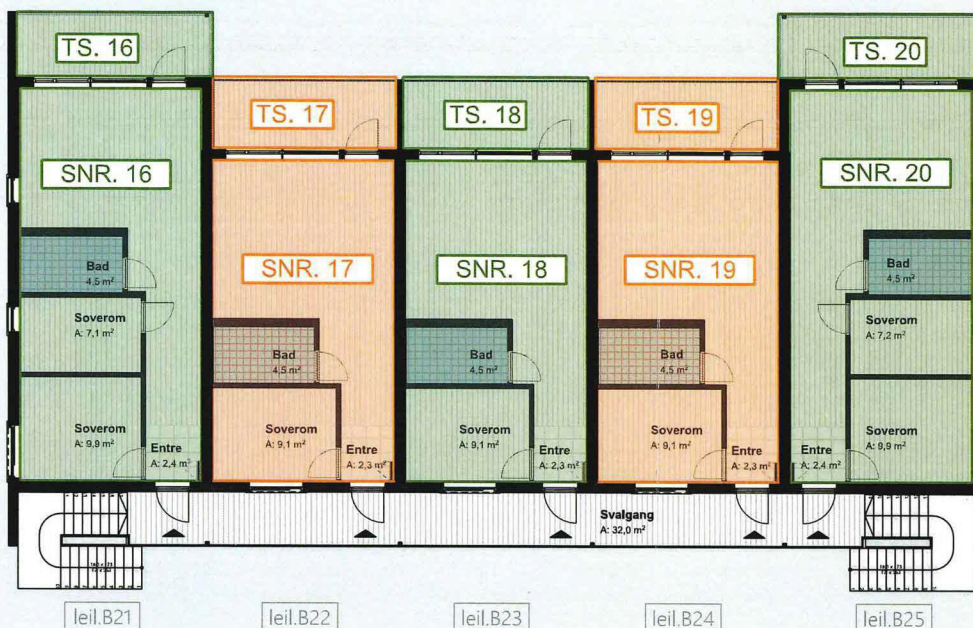 TS. 16
TS. 17
TS. 18
TS. 19
TS. 20
SNR. 16
SNR. 17
SNR. 18
SNR. 19
SNR. 20
Bad
4,5 m²
Soverom
A: 7,1 m²
Soverom
A: 9,9 m²
Entre
A: 2,4 m²
Bad
4,5 m²
Soverom
A: 9,1 m²
Entre
A: 2,3 m²
Bad
4,5 m²
Soverom
A: 9,1 m²
Entre
A: 2,3 m²
Bad
4,5 m²
Soverom
A: 9,1 m²
Entre
A: 2,3 m²
Bad
4,5 m²
Soverom
A: 7,2 m²
Soverom
A: 9,9 m²
Entre
A: 2,4 m²
Svalgang
A: 32,0 m²
leil.B21
leil.B22
leil.B23
leil.B24
leil.B25